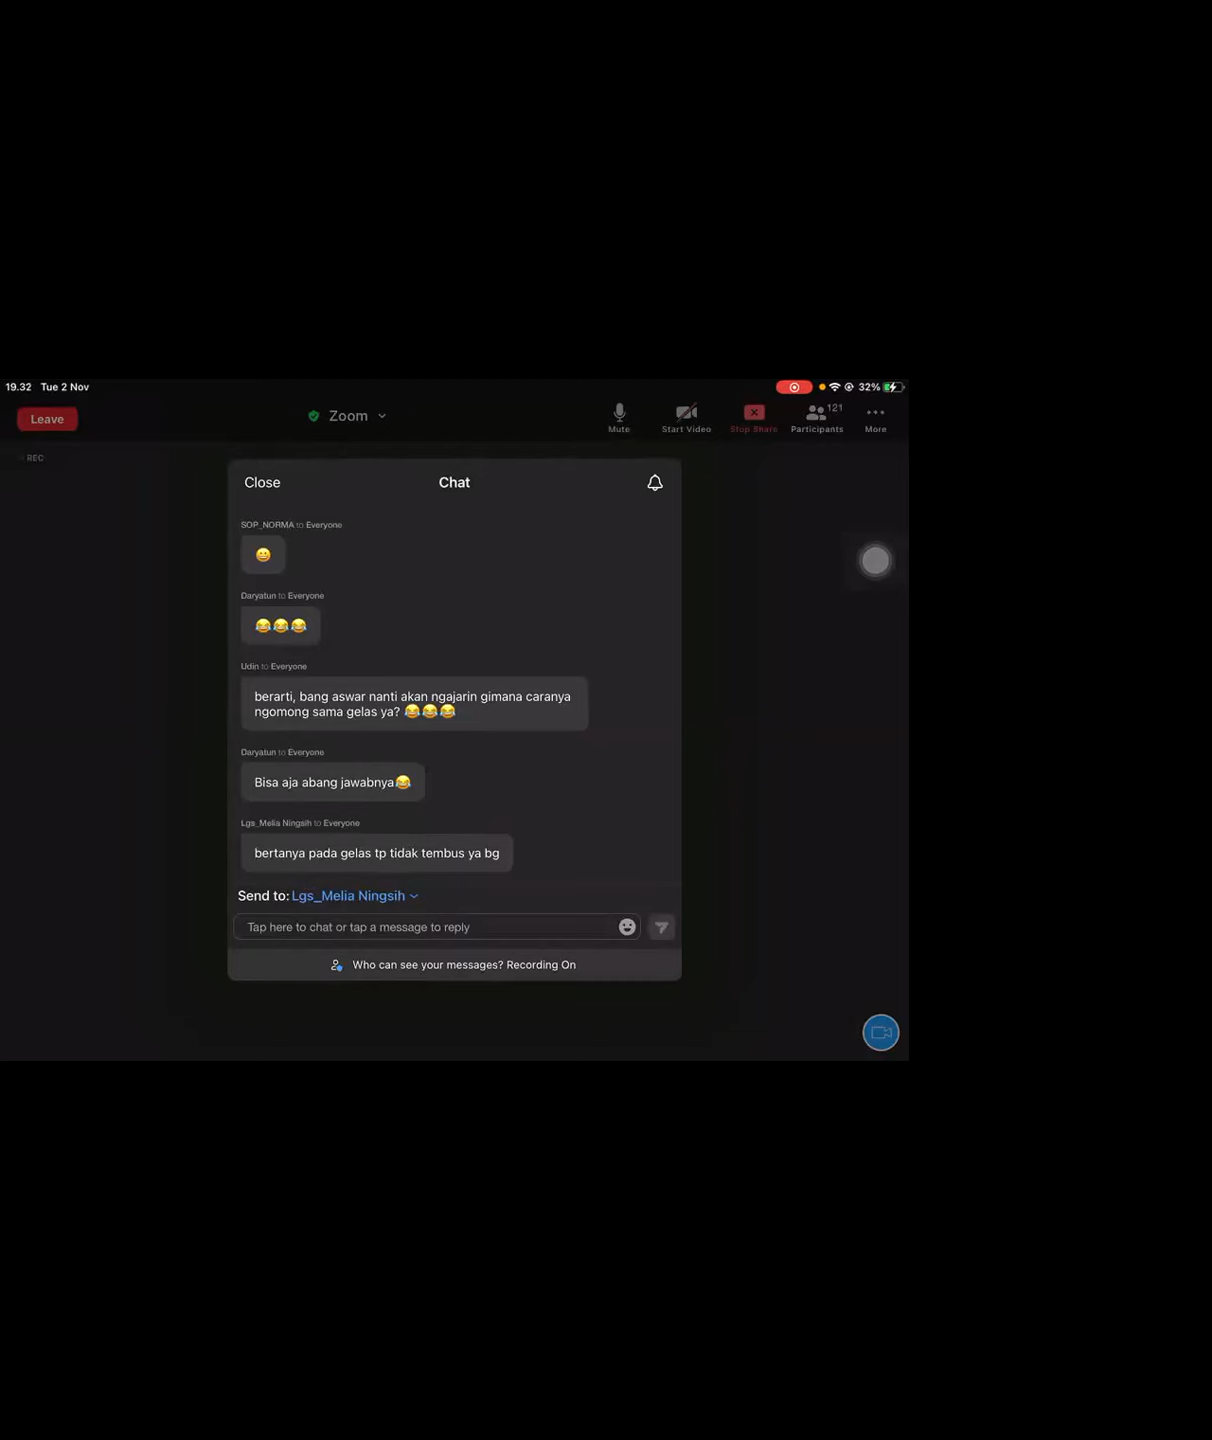 19.32 Tue 2 Nov
32%
Leave
Zoom
121
Mute
Start Video
Stop Share
Participants
More
REC
Close
Chat
SOP_NORMA to Everyone
😀
Daryatun to Everyone
😂😂😂
Udin to Everyone
berarti, bang aswar nanti akan ngajarin gimana caranya
ngomong sama gelas ya? 😂😂😂
Daryatun to Everyone
Bisa aja abang jawabnya😂
Lgs_Melia Ningsih to Everyone
bertanya pada gelas tp tidak tembus ya bg
Send to: Lgs_Melia Ningsih
Tap here to chat or tap a message to reply
Who can see your messages? Recording On